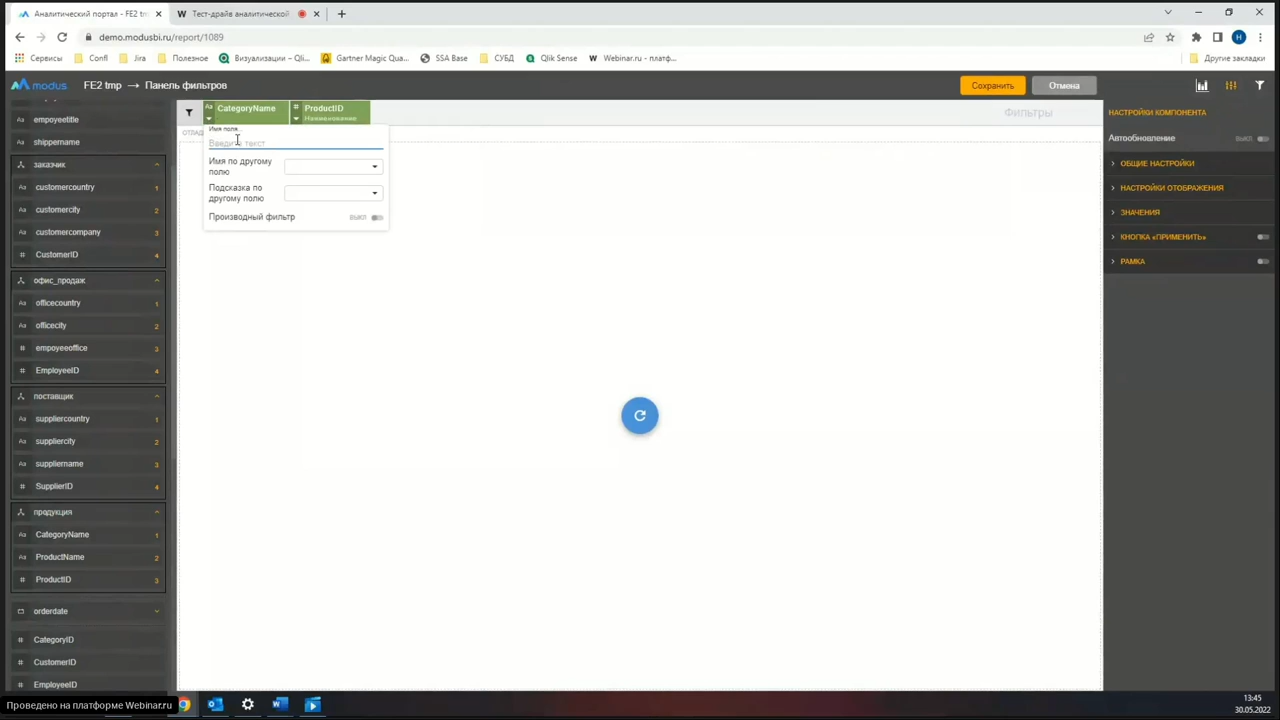 Аналитический портал - FE2 tm
Тест-драйв аналитической
demo.modusbi.ru/report/1089
Сервисы
Confl
Jira
Полезное
Визуализации – Qli...
Gartner Magic Qua...
SSA Base
СУБД
Qlik Sense
Webinar.ru - платф...
Другие закладки
modus
FE2 tmp → Панель фильтров
Сохранить
Отмена
empoyeetitle
shippername
заказчик
customercountry 1
customercity 2
customercompany 3
CustomerID 4
офис_продаж
officecountry 1
officecity 2
empoyeeoffice 3
EmployeeID 4
поставщик
suppliercountry 1
suppliercity 2
suppliername 3
SupplierID 4
продукция
CategoryName 1
ProductName 2
ProductID 3
orderdate
CategoryID
CustomerID
EmployeeID
CategoryName
ProductID
Наименование
Фильтры
Имя поля...
Имя по другому
полю
Подсказка по
другому полю
Производный фильтр
ВЫКЛ
НАСТРОЙКИ КОМПОНЕНТА
Автообновление
ВЫКЛ
ОБЩИЕ НАСТРОЙКИ
НАСТРОЙКИ ОТОБРАЖЕНИЯ
ЗНАЧЕНИЯ
КНОПКА «ПРИМЕНИТЬ»
РАМКА
Проведено на платформе Webinar.ru
13:45
30.05.2022